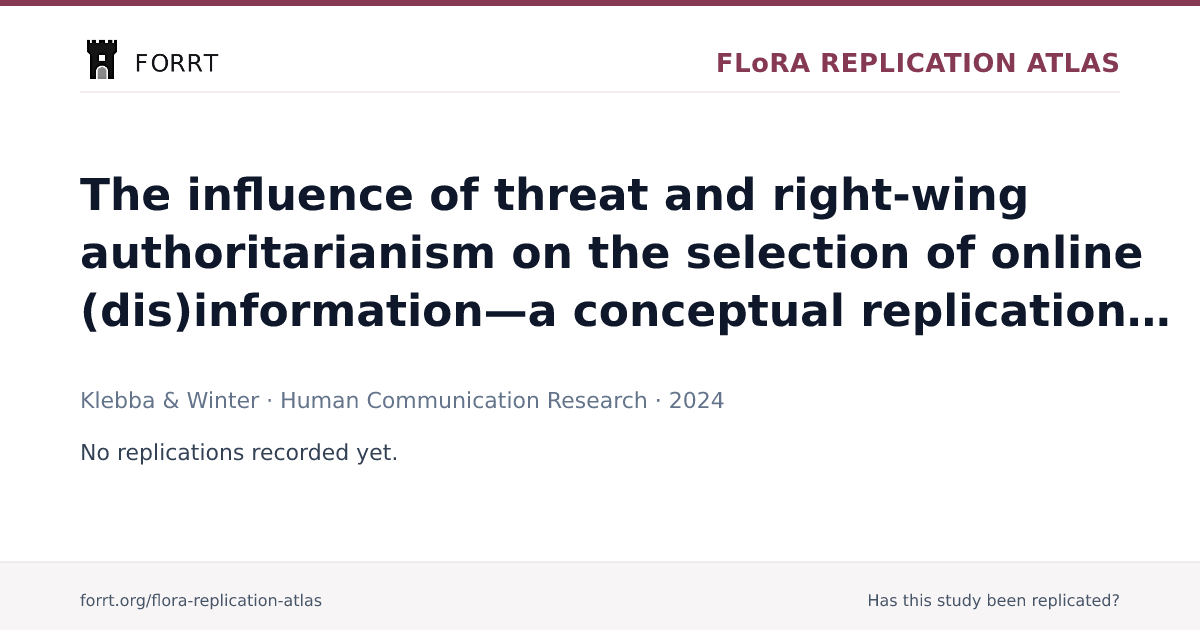 FORRT
FLoRA REPLICATION ATLAS
The influence of threat and right-wing
authoritarianism on the selection of online
(dis)information—a conceptual replication…
Klebba & Winter · Human Communication Research · 2024
No replications recorded yet.
forrt.org/flora-replication-atlas
Has this study been replicated?